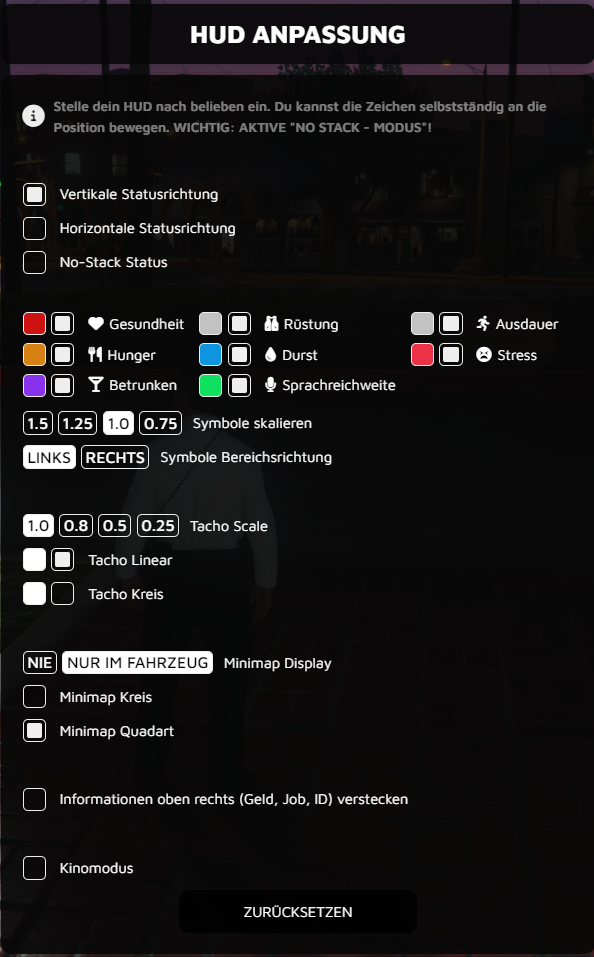 HUD ANPASSUNG
Stelle dein HUD nach belieben ein. Du kannst die Zeichen selbstständig an die
Position bewegen. WICHTIG: AKTIVE "NO STACK - MODUS"!
Vertikale Statusrichtung
Horizontale Statusrichtung
No-Stack Status
Gesundheit Rüstung Ausdauer
Hunger Durst Stress
Betrunken Sprachreichweite
1.5 1.25 1.0 0.75 Symbole skalieren
LINKS RECHTS Symbole Bereichsrichtung
1.0 0.8 0.5 0.25 Tacho Scale
Tacho Linear
Tacho Kreis
NIE NUR IM FAHRZEUG Minimap Display
Minimap Kreis
Minimap Quadart
Informationen oben rechts (Geld, Job, ID) verstecken
Kinomodus
ZURÜCKSETZEN